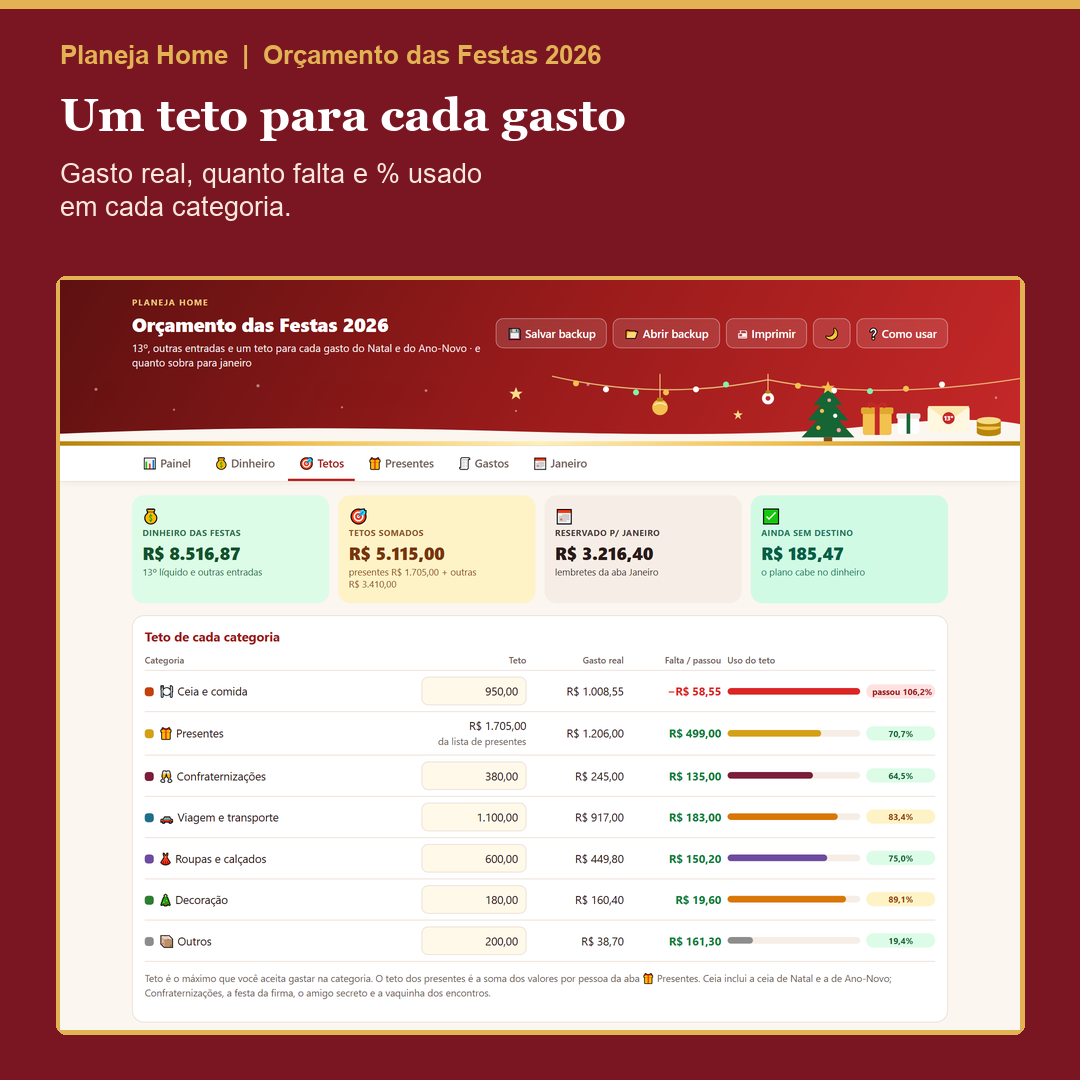 Planeja Home | Orçamento das Festas 2026
Um teto para cada gasto
Gasto real, quanto falta e % usado
em cada categoria.
PLANEJA HOME
Orçamento das Festas 2026
13º, outras entradas e um teto para cada gasto do Natal e do Ano-Novo · e
quanto sobra para janeiro
Salvar backup
Abrir backup
Imprimir
Como usar
13º
Painel
Dinheiro
Tetos
Presentes
Gastos
Janeiro
DINHEIRO DAS FESTAS
R$ 8.516,87
13º líquido e outras entradas
TETOS SOMADOS
R$ 5.115,00
presentes R$ 1.705,00 + outras
R$ 3.410,00
RESERVADO P/ JANEIRO
R$ 3.216,40
lembretes da aba Janeiro
AINDA SEM DESTINO
R$ 185,47
o plano cabe no dinheiro
Teto de cada categoria
Categoria Teto Gasto real Falta / passou Uso do teto
Ceia e comida 950,00 R$ 1.008,55 −R$ 58,55 passou 106,2%
Presentes R$ 1.705,00 R$ 1.206,00 R$ 499,00 70,7%
da lista de presentes
Confraternizações 380,00 R$ 245,00 R$ 135,00 64,5%
Viagem e transporte 1.100,00 R$ 917,00 R$ 183,00 83,4%
Roupas e calçados 600,00 R$ 449,80 R$ 150,20 75,0%
Decoração 180,00 R$ 160,40 R$ 19,60 89,1%
Outros 200,00 R$ 38,70 R$ 161,30 19,4%
Teto é o máximo que você aceita gastar na categoria. O teto dos presentes é a soma dos valores por pessoa da aba Presentes. Ceia inclui a ceia de Natal e a de Ano-Novo;
Confraternizações, a festa da firma, o amigo secreto e a vaquinha dos encontros.